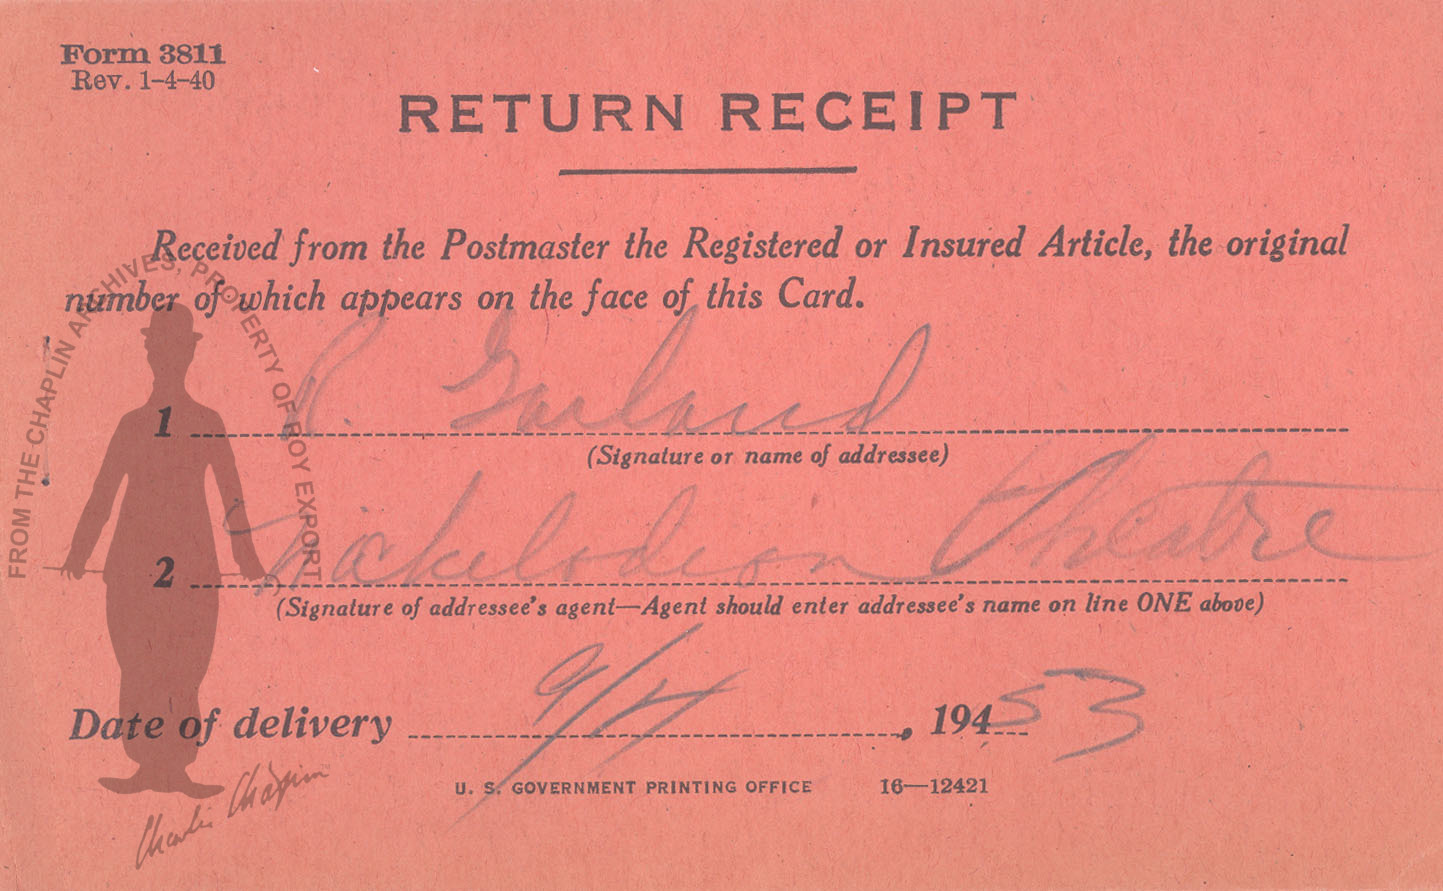 Form 3811
Rev. 1-4-40
RETURN RECEIPT
Received from the Postmaster the Registered or Insured Article, the original
number of which appears on the face of this Card.
1 R. Garland
(Signature or name of addressee)
2 Nickelodeon Theatre
(Signature of addressee's agent—Agent should enter addressee's name on line ONE above)
Date of delivery 9/4, 194 53
U. S. GOVERNMENT PRINTING OFFICE 16—12421
FROM THE CHAPLIN ARCHIVES, PROPERTY OF ROY EXPORT
Charlie Chaplin